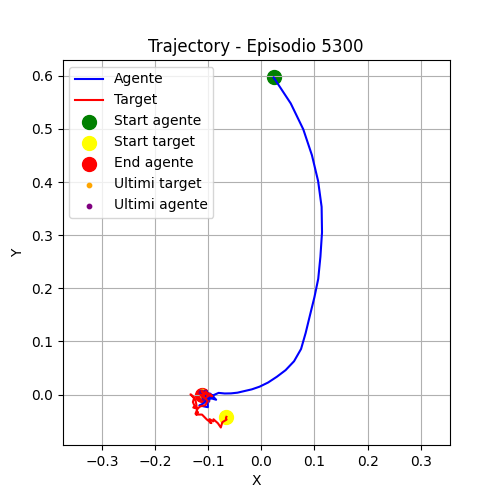 Trajectory - Episodio 5300
Agente
Target
Start agente
Start target
End agente
Ultimi target
Ultimi agente
0.6
0.5
0.4
0.3
0.2
0.1
0.0
Y
−0.3 −0.2 −0.1 0.0 0.1 0.2 0.3
X